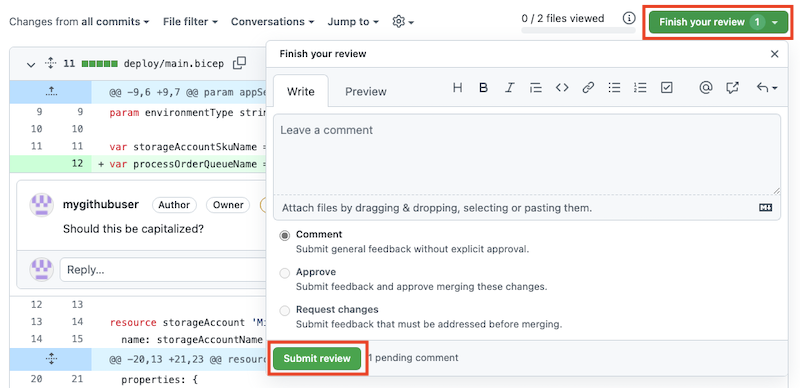 Changes from all commits File filter Conversations Jump to
0 / 2 files viewed
Finish your review 1
11 deploy/main.bicep
Finish your review
@@ -9,6 +9,7 @@ param appSe
Write Preview
9 9 param environmentType strin
10 10
11 11 var storageAccountSkuName =
12 + var processOrderQueueName =
Leave a comment
Attach files by dragging & dropping, selecting or pasting them.
mygithubuser Author Owner
Should this be capitalized?
Reply...
Comment
Submit general feedback without explicit approval.
Approve
Submit feedback and approve merging these changes.
Request changes
Submit feedback that must be addressed before merging.
12 13
13 14 resource storageAccount 'Mi
14 15 name: storageAccountName
Submit review 1 pending comment
@@ -20,13 +21,23 @@ resourc
20 21 properties: {